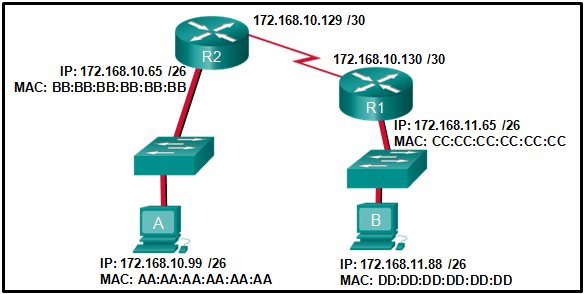 172.168.10.129 /30
R2
172.168.10.130 /30
IP: 172.168.10.65 /26
MAC: BB:BB:BB:BB:BB:BB
R1
IP: 172.168.11.65 /26
MAC: CC:CC:CC:CC:CC:CC
A
B
IP: 172.168.10.99 /26
MAC: AA:AA:AA:AA:AA:AA
IP: 172.168.11.88 /26
MAC: DD:DD:DD:DD:DD:DD